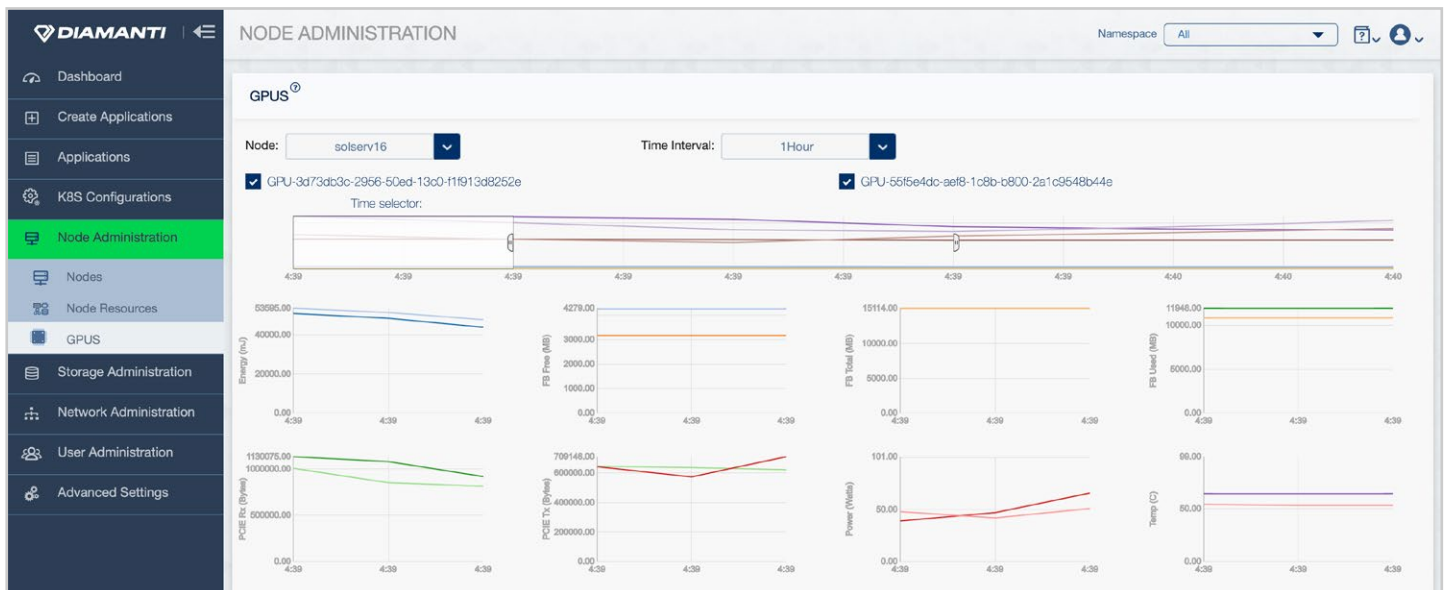 DIAMANTI
NODE ADMINISTRATION
Namespace All
Dashboard
Create Applications
Applications
K8S Configurations
Node Administration
Nodes
Node Resources
GPUS
Storage Administration
Network Administration
User Administration
Advanced Settings
GPUS
Node: solserv16 Time Interval: 1Hour
GPU-3d73db3c-2956-50ed-13c0-f1f913d8252e GPU-55f5e4dc-aef8-1c8b-b800-2a1c9548b44e
Time selector:
4:39 4:39 4:39 4:39 4:39 4:39 4:39 4:39 4:40 4:40 4:40
Energy (mJ)
53595.00
40000.00
20000.00
0.00
4:39 4:39 4:39
FB Free (MB)
4279.00
3000.00
2000.00
1000.00
0.00
4:39 4:39 4:39
FB Total (MB)
15114.00
10000.00
5000.00
0.00
4:39 4:39 4:39
FB Used (MB)
11946.00
10000.00
5000.00
0.00
4:39 4:39 4:39
PCIE Rx (Bytes)
1130075.00
1000000.00
500000.00
0.00
4:39 4:39 4:39
PCIE Tx (Bytes)
709148.00
600000.00
400000.00
200000.00
0.00
4:39 4:39 4:39
Power (Watts)
101.00
50.00
0.00
4:39 4:39 4:39
Temp (C)
99.00
50.00
0.00
4:39 4:39 4:39